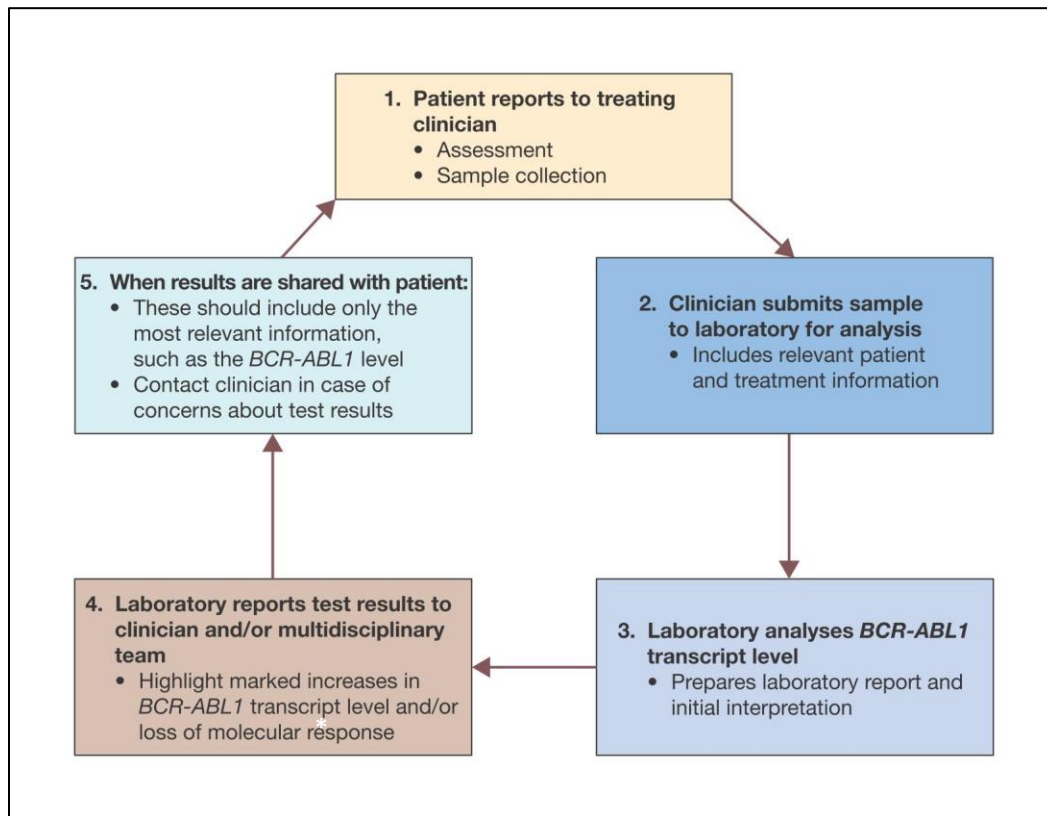 1. Patient reports to treating
clinician
• Assessment
• Sample collection
2. Clinician submits sample
to laboratory for analysis
• Includes relevant patient
and treatment information
3. Laboratory analyses BCR-ABL1
transcript level
• Prepares laboratory report and
initial interpretation
4. Laboratory reports test results to
clinician and/or multidisciplinary
team
• Highlight marked increases in
BCR-ABL1 transcript level and/or
loss of molecular response*
5. When results are shared with patient:
• These should include only the
most relevant information,
such as the BCR-ABL1 level
• Contact clinician in case of
concerns about test results